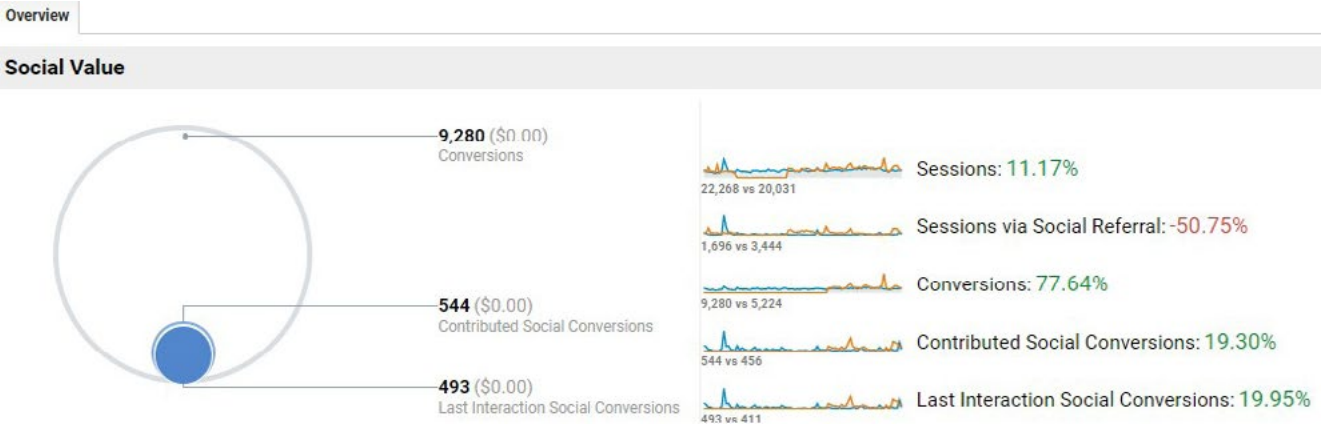 Overview
Social Value
9,280 ($0.00)
Conversions
544 ($0.00)
Contributed Social Conversions
493 ($0.00)
Last Interaction Social Conversions
Sessions: 11.17%
22,268 vs 20,031
Sessions via Social Referral: -50.75%
1,696 vs 3,444
Conversions: 77.64%
9,280 vs 5,224
Contributed Social Conversions: 19.30%
544 vs 456
Last Interaction Social Conversions: 19.95%
493 vs 411